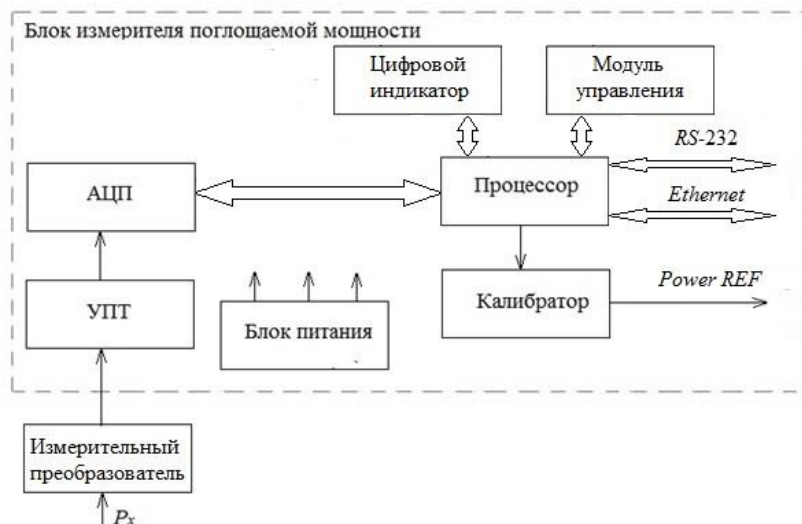 Блок измерителя поглощаемой мощности
Цифровой
индикатор
Модуль
управления
RS-232
АЦП
Процессор
Ethernet
УПТ
Блок питания
Калибратор
Power REF
Измерительный
преобразователь
Px